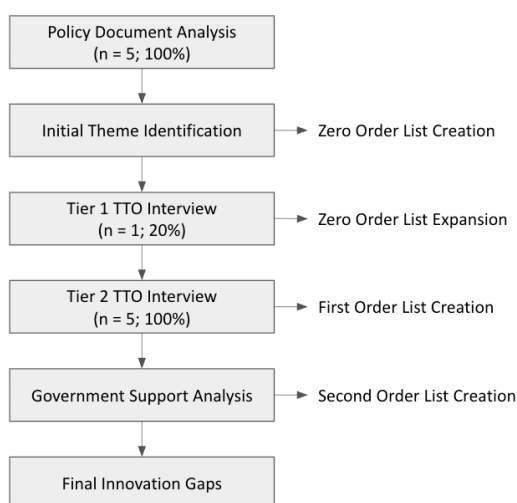 Policy Document Analysis
(n = 5; 100%)
Initial Theme Identification
Zero Order List Creation
Tier 1 TTO Interview
(n = 1; 20%)
Zero Order List Expansion
Tier 2 TTO Interview
(n = 5; 100%)
First Order List Creation
Government Support Analysis
Second Order List Creation
Final Innovation Gaps